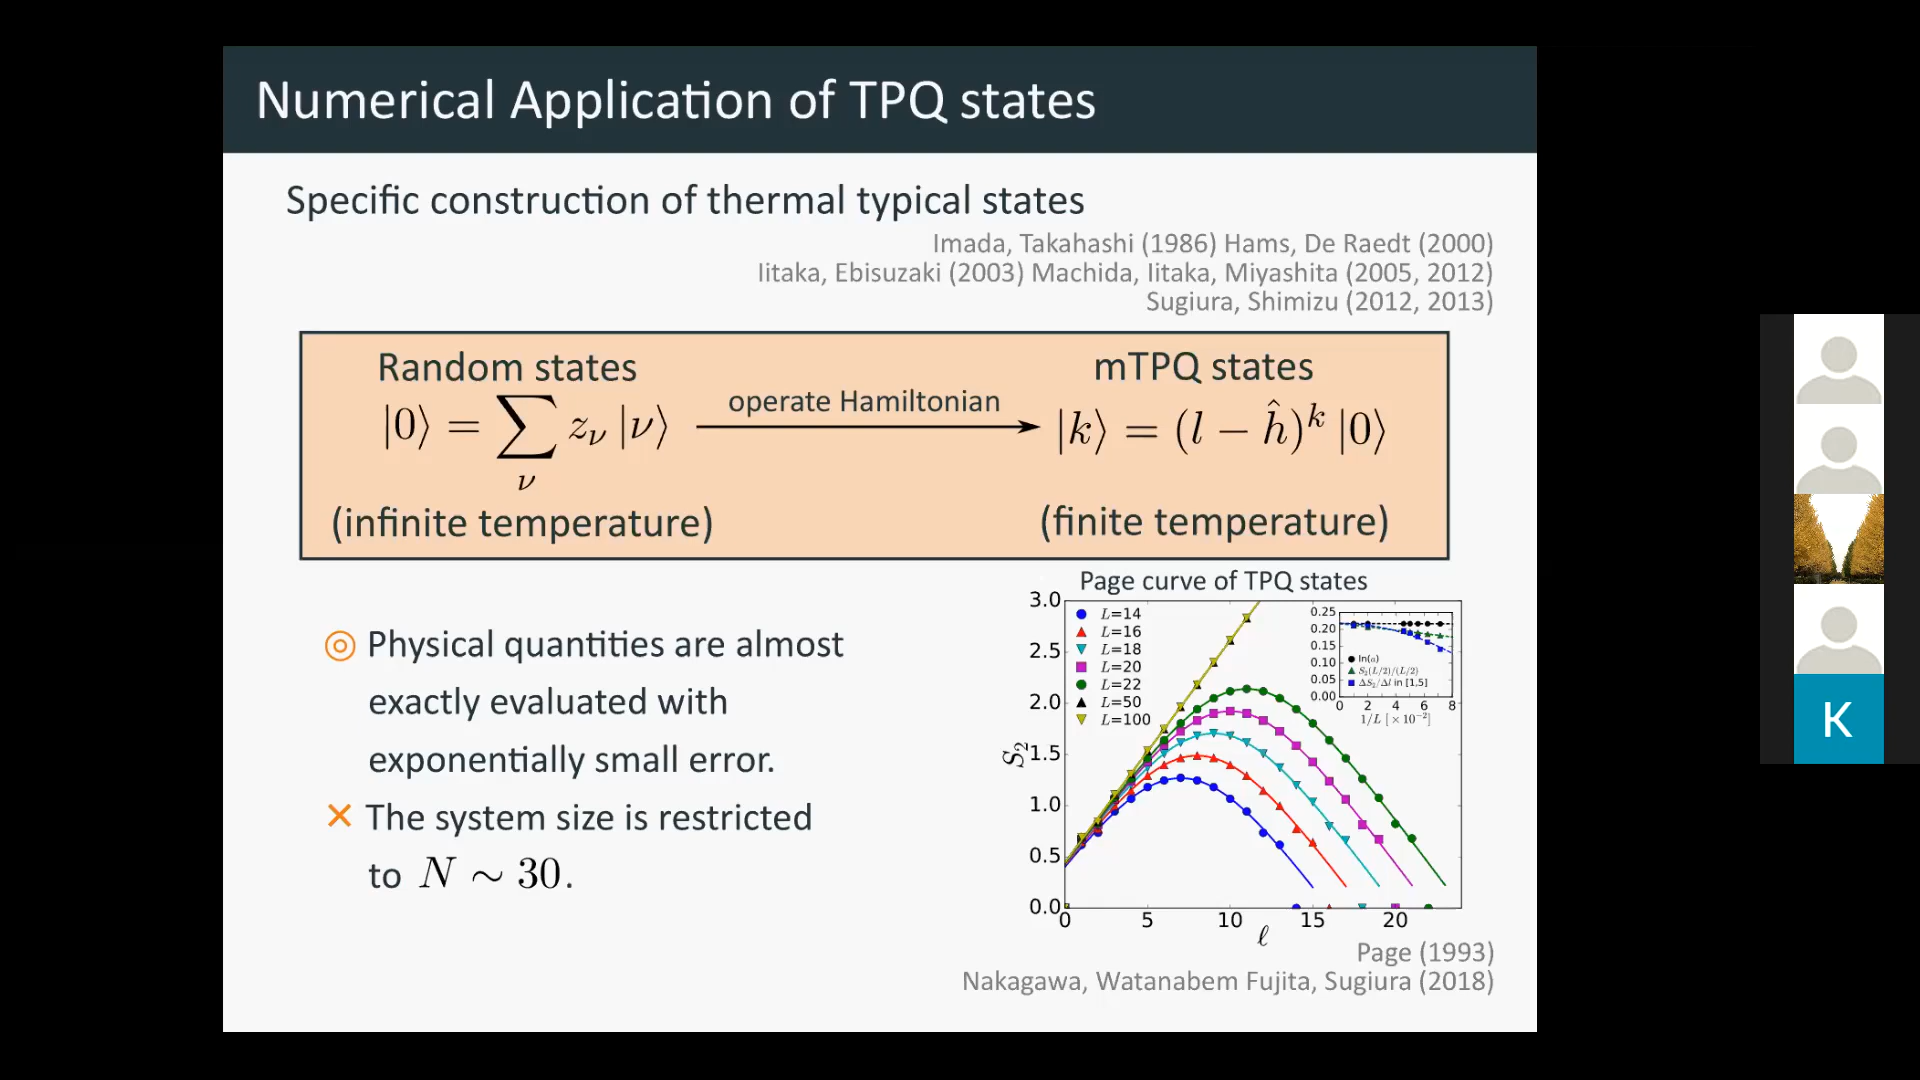 Numerical Application of TPQ states
Specific construction of thermal typical states
Imada, Takahashi (1986) Hams, De Raedt (2000)
Iitaka, Ebisuzaki (2003) Machida, Iitaka, Miyashita (2005, 2012)
Sugiura, Shimizu (2012, 2013)
Random states
|0⟩ = ∑ z_ν |ν⟩
ν
(infinite temperature)
operate Hamiltonian
mTPQ states
|k⟩ = (l − ĥ)^k |0⟩
(finite temperature)
◎ Physical quantities are almost
exactly evaluated with
exponentially small error.
✕ The system size is restricted
to N ∼ 30.
Page curve of TPQ states
3.0
2.5
2.0
1.5
1.0
0.5
0.0
S₂
L=14
L=16
L=18
L=20
L=22
L=50
L=100
0.25
0.20
0.15
0.10
0.05
0.00
ln(a)
S₂(L/2)/(L/2)
ΔS₂/Δl in [1,5]
0 2 4 6 8
1/L [×10⁻²]
0 5 10 15 20
ℓ
Page (1993)
Nakagawa, Watanabem Fujita, Sugiura (2018)
K